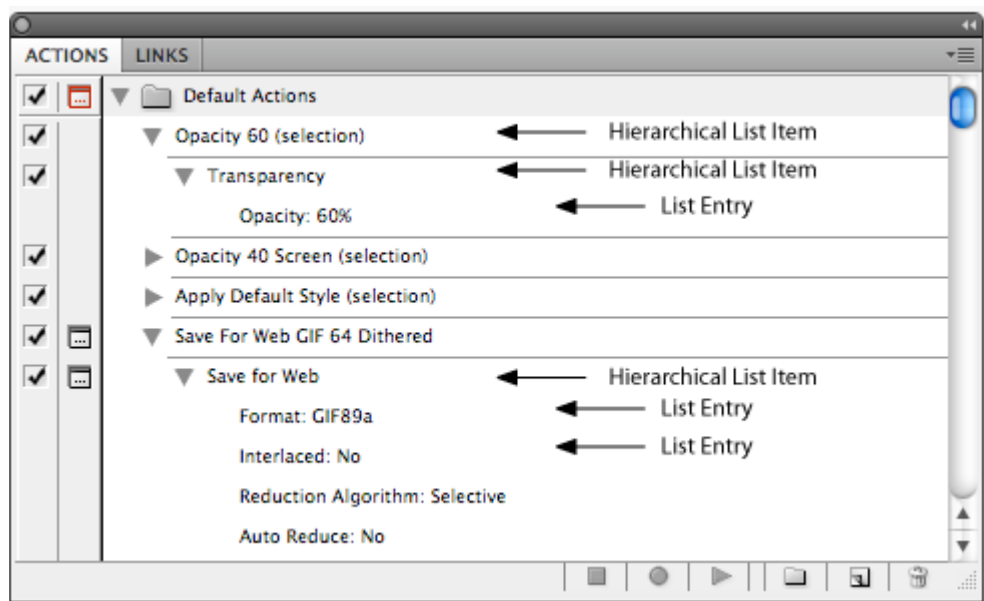 ACTIONS LINKS
Default Actions
Opacity 60 (selection) Hierarchical List Item
Transparency Hierarchical List Item
Opacity: 60% List Entry
Opacity 40 Screen (selection)
Apply Default Style (selection)
Save For Web GIF 64 Dithered
Save for Web Hierarchical List Item
Format: GIF89a List Entry
Interlaced: No List Entry
Reduction Algorithm: Selective
Auto Reduce: No